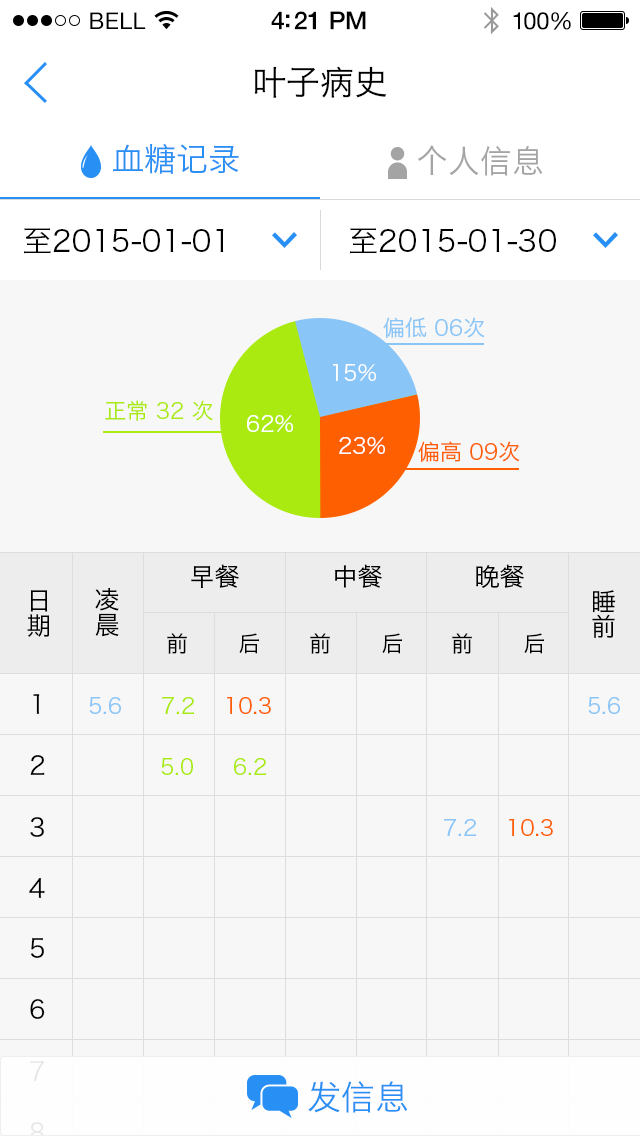 BELL 4:21 PM 100%
叶子病史
血糖记录 个人信息
至2015-01-01 至2015-01-30
偏低 06次
15%
正常 32 次
62%
23%
偏高 09次
日期 凌晨 早餐 中餐 晚餐 睡前
前 后 前 后 前 后
1 5.6 7.2 10.3 5.6
2 5.0 6.2
3 7.2 10.3
4
5
6
7
发信息
8